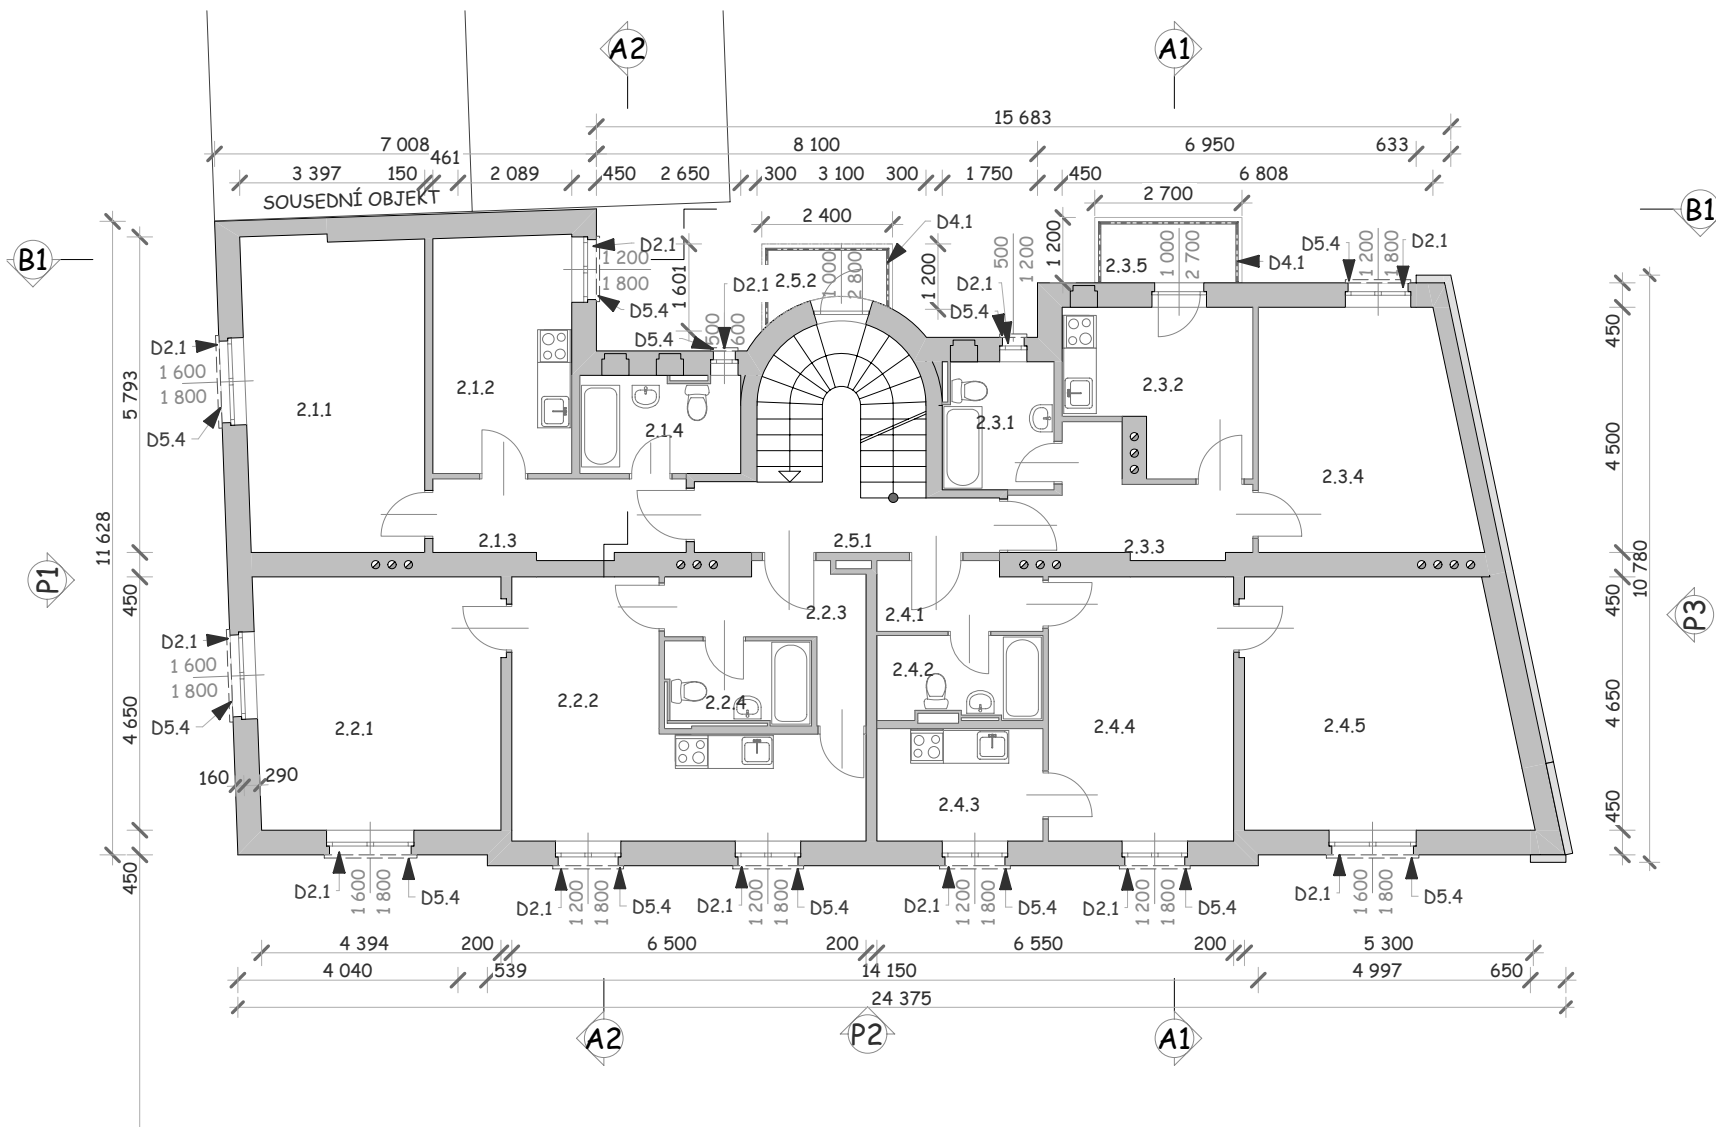 A2 A1
15 683
7 008 8 100 6 950 633
461
3 397 150 2 089 450 2 650 300 3 100 300 1 750 450 6 808
SOUSEDNÍ OBJEKT
2 400 2 700
B1 B1
D2.1 D4.1 D5.4 D2.1
1 200
1 800
1 601
D2.1 2.5.2 1 000 2 800
1 200
D2.1
500 1 200
1 200
2.3.5 1 000 2 700 D4.1
1 200 1 800
D5.4
D5.4 500 600
D5.4
D2.1
1 600
1 800
D5.4
5 793
450
2.1.1 2.1.2 2.1.4 2.3.1 2.3.2 2.3.4
4 500
11 628
2.1.3 2.5.1 2.3.3
10 780
P1
450
450
2.2.3 2.4.1
P3
D2.1
1 600
1 800
D5.4
4 650
2.2.1 2.2.2 2.2.4 2.4.2 2.4.4 2.4.5
4 650
160 290
2.4.3
450
450
D2.1 1 600 1 800 D5.4
D2.1 1 200 1 800 D5.4
D2.1 1 200 1 800 D5.4
D2.1 1 200 1 800 D5.4
D2.1 1 200 1 800 D5.4
D2.1 1 600 1 800 D5.4
4 394 200 6 500 200 6 550 200 5 300
4 040 539 14 150 4 997 650
24 375
A2 P2 A1